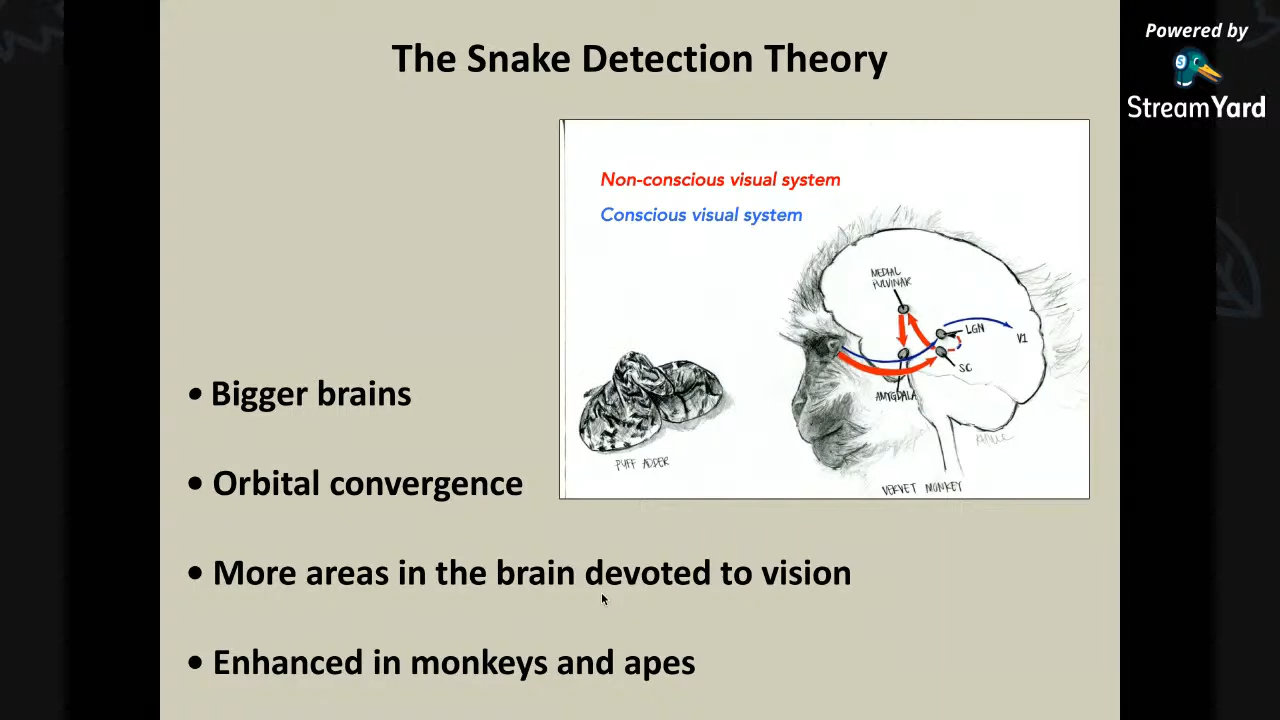 The Snake Detection Theory
Powered by
StreamYard
Non-conscious visual system
Conscious visual system
MEDIAL
PULVINAR
LGN
V1
SC
AMYGDALA
PUFF ADDER
VERVET MONKEY
• Bigger brains
• Orbital convergence
• More areas in the brain devoted to vision
• Enhanced in monkeys and apes